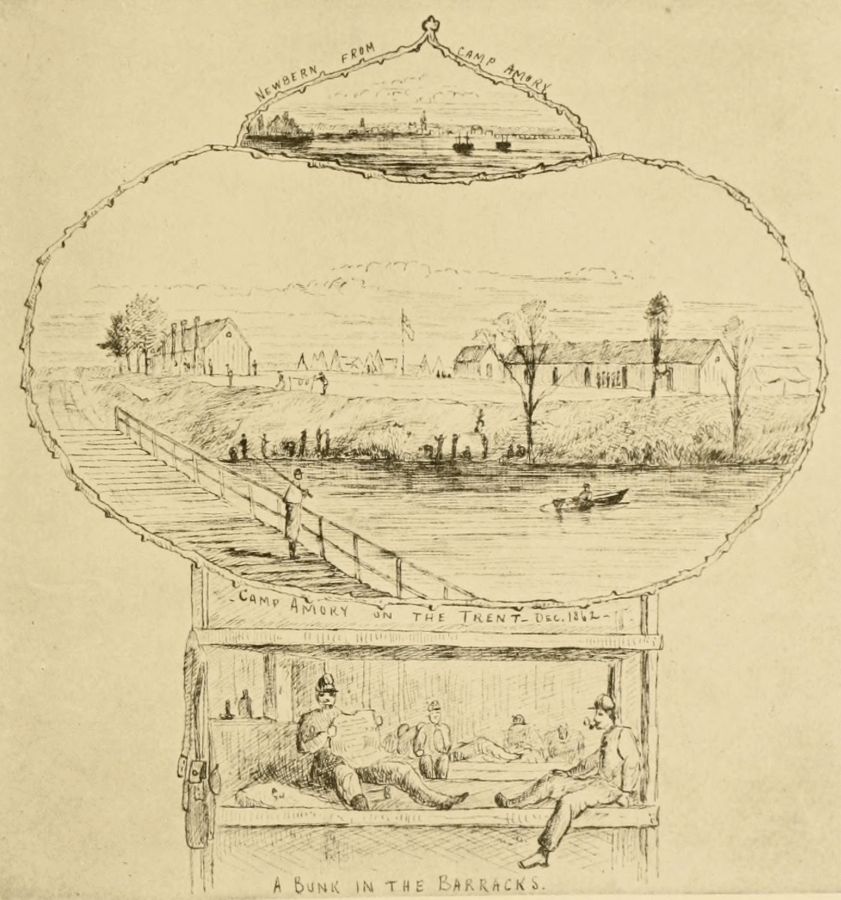 NEWBERN FROM CAMP AMORY
CAMP AMORY ON THE TRENT - DEC. 1862 -
A BUNK IN THE BARRACKS.